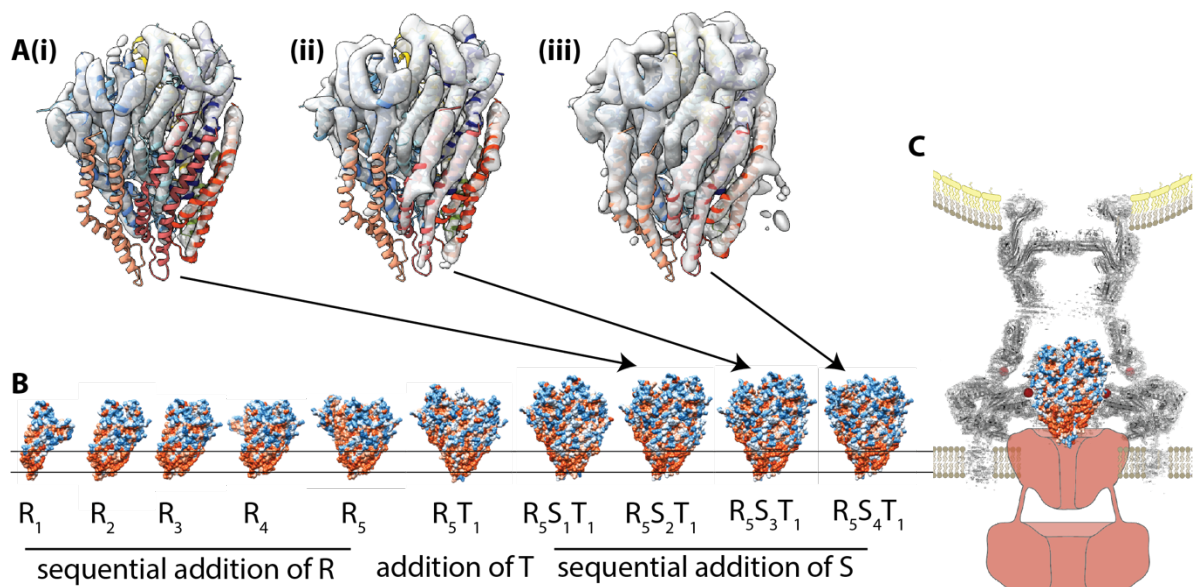 A(i) (ii) (iii)
C
B
R₁ R₂ R₃ R₄ R₅ R₅T₁ R₅S₁T₁ R₅S₂T₁ R₅S₃T₁ R₅S₄T₁
sequential addition of R addition of T sequential addition of S